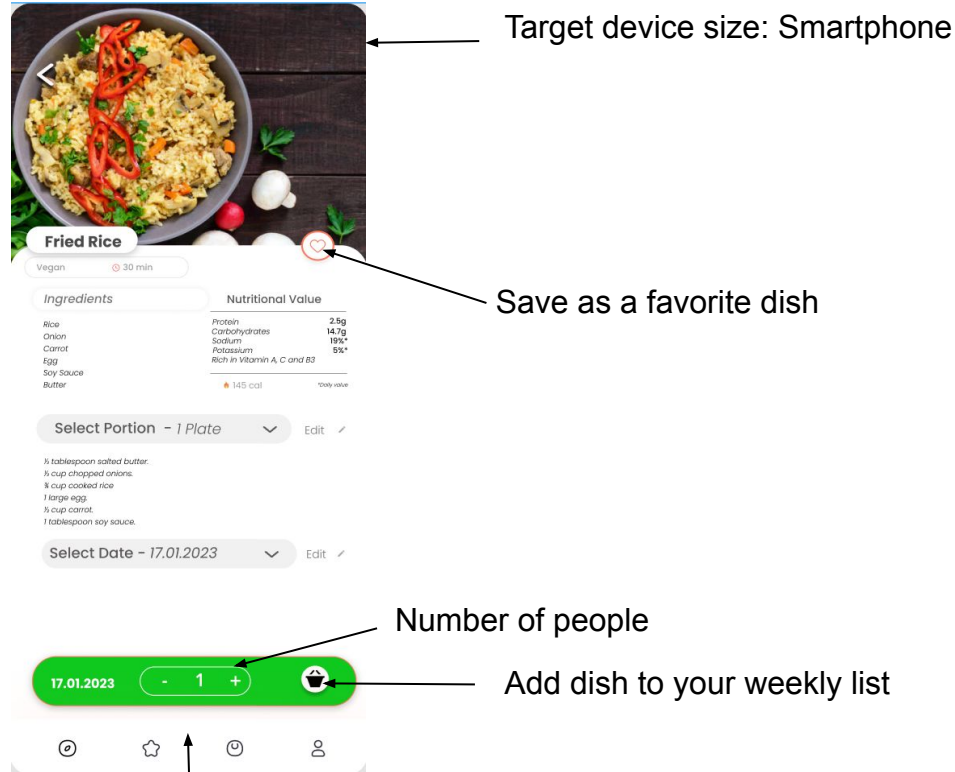 Target device size: Smartphone
Fried Rice
Vegan 30 min
Save as a favorite dish
Ingredients
Nutritional Value
Rice
Onion
Carrot
Egg
Soy Sauce
Butter
Protein 2.5g
Carbohydrates 14.7g
Sodium 19%*
Potassium 5%*
Rich in Vitamin A, C and B3
145 cal *Daily value
Select Portion - 1 Plate Edit
½ tablespoon salted butter.
½ cup chopped onions.
¾ cup cooked rice
1 large egg.
½ cup carrot.
1 tablespoon soy sauce.
Select Date - 17.01.2023 Edit
Number of people
17.01.2023 - 1 +
Add dish to your weekly list